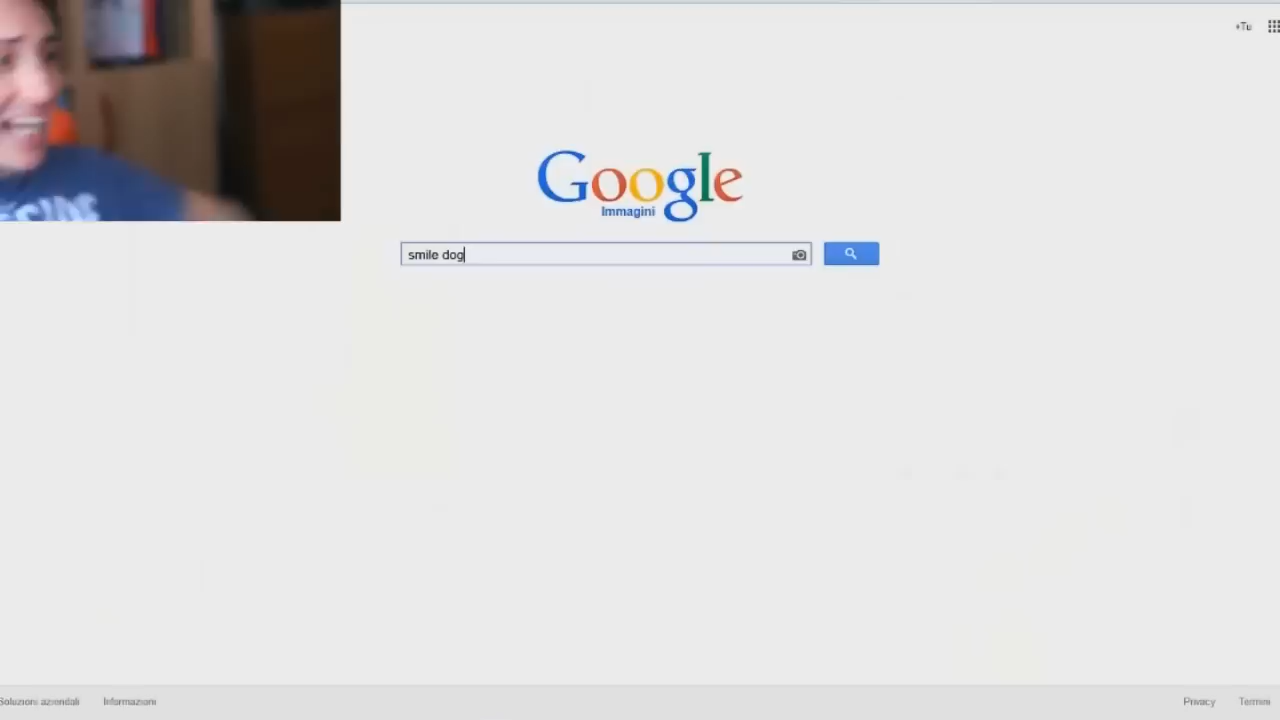 +Tu
Google
Immagini
smile dog
Soluzioni aziendali Informazioni
Privacy Termini